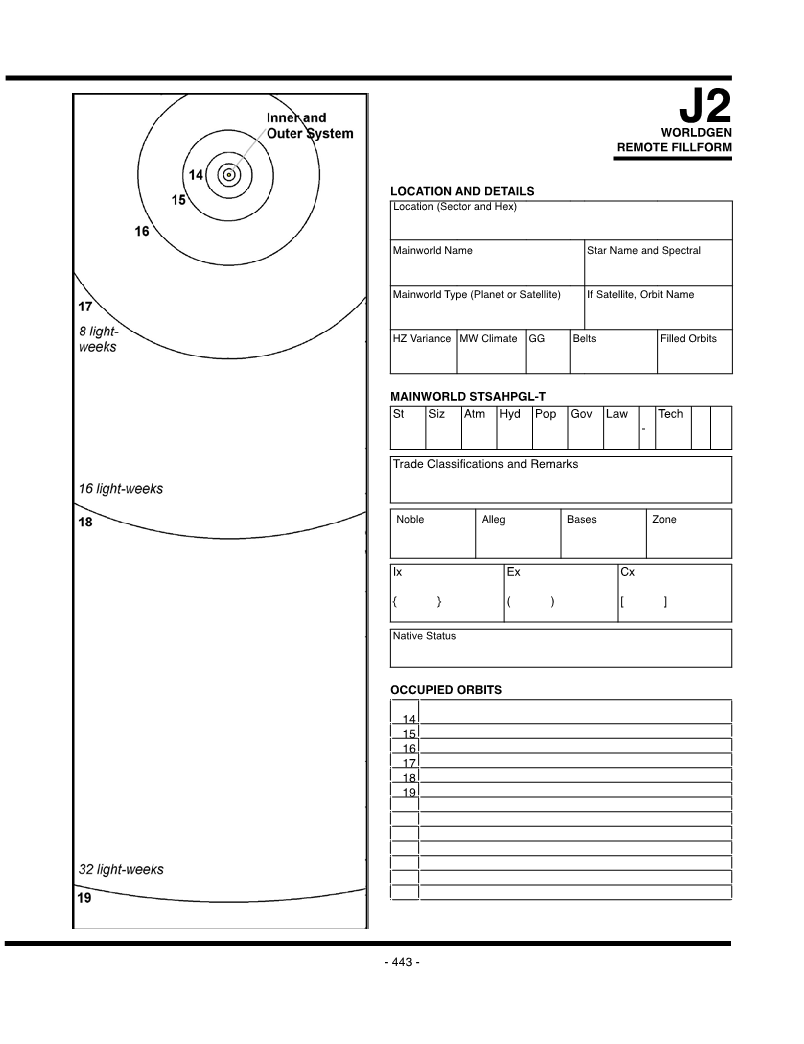 Inner and
Outer System
14
15
16
17
8 light-
weeks
16 light-weeks
18
32 light-weeks
19
J2
WORLDGEN
REMOTE FILLFORM
LOCATION AND DETAILS
Location (Sector and Hex)
Mainworld Name Star Name and Spectral
Mainworld Type (Planet or Satellite) If Satellite, Orbit Name
HZ Variance MW Climate GG Belts Filled Orbits
MAINWORLD STSAHPGL-T
St Siz Atm Hyd Pop Gov Law - Tech
Trade Classifications and Remarks
Noble Alleg Bases Zone
Ix Ex Cx
{ } ( ) [ ]
Native Status
OCCUPIED ORBITS
14
15
16
17
18
19
- 443 -